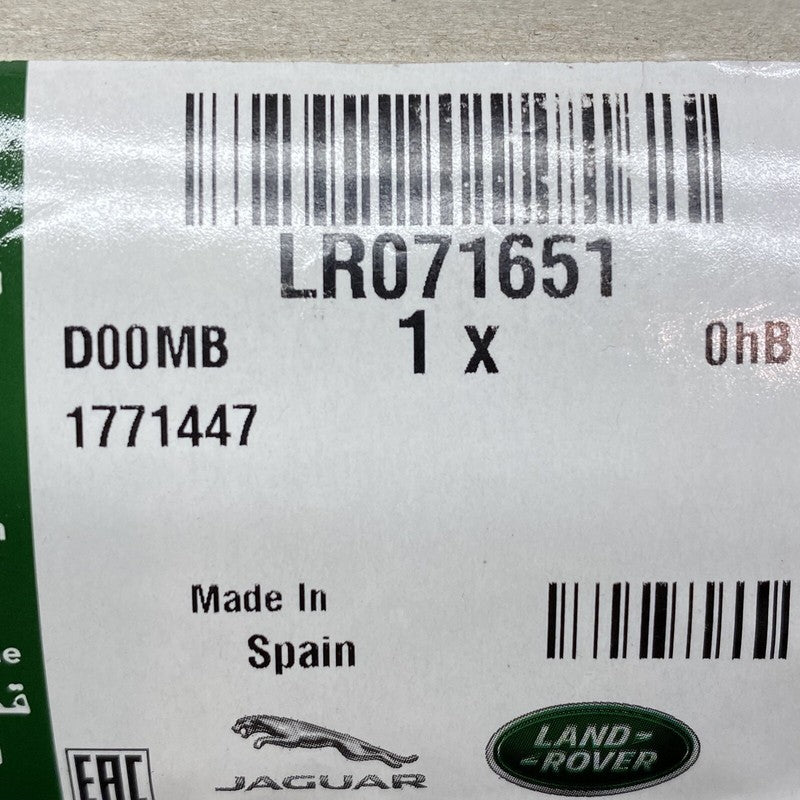 LR071651
D00MB 1 x 0hB
1771447
Made In
Spain
EAC
JAGUAR
LAND-
-ROVER